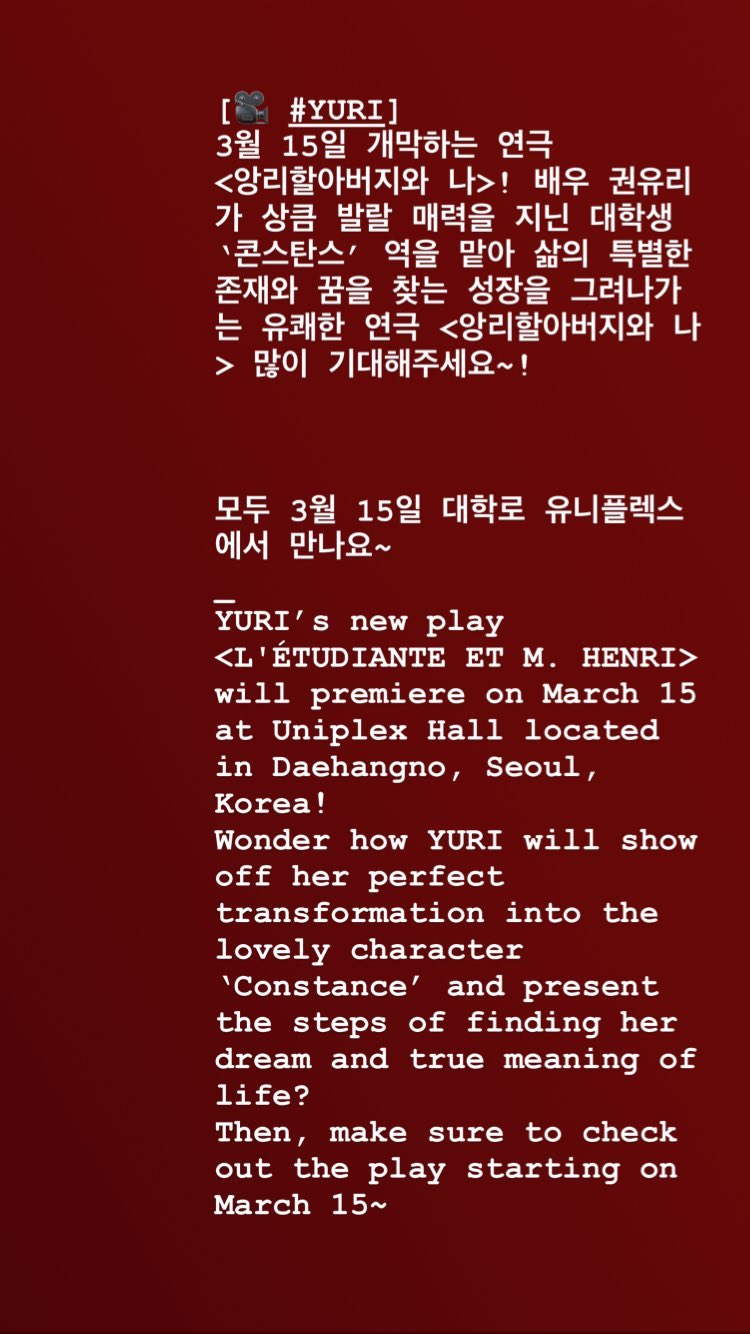 [🎥 #YURI]
3월 15일 개막하는 연극
<앙리할아버지와 나>! 배우 권유리
가 상큼 발랄 매력을 지닌 대학생
‘콘스탄스’ 역을 맡아 삶의 특별한
존재와 꿈을 찾는 성장을 그려나가
는 유쾌한 연극 <앙리할아버지와 나
> 많이 기대해주세요~!
모두 3월 15일 대학로 유니플렉스
에서 만나요~
_
YURI’s new play
<L'ÉTUDIANTE ET M. HENRI>
will premiere on March 15
at Uniplex Hall located
in Daehangno, Seoul,
Korea!
Wonder how YURI will show
off her perfect
transformation into the
lovely character
‘Constance’ and present
the steps of finding her
dream and true meaning of
life?
Then, make sure to check
out the play starting on
March 15~